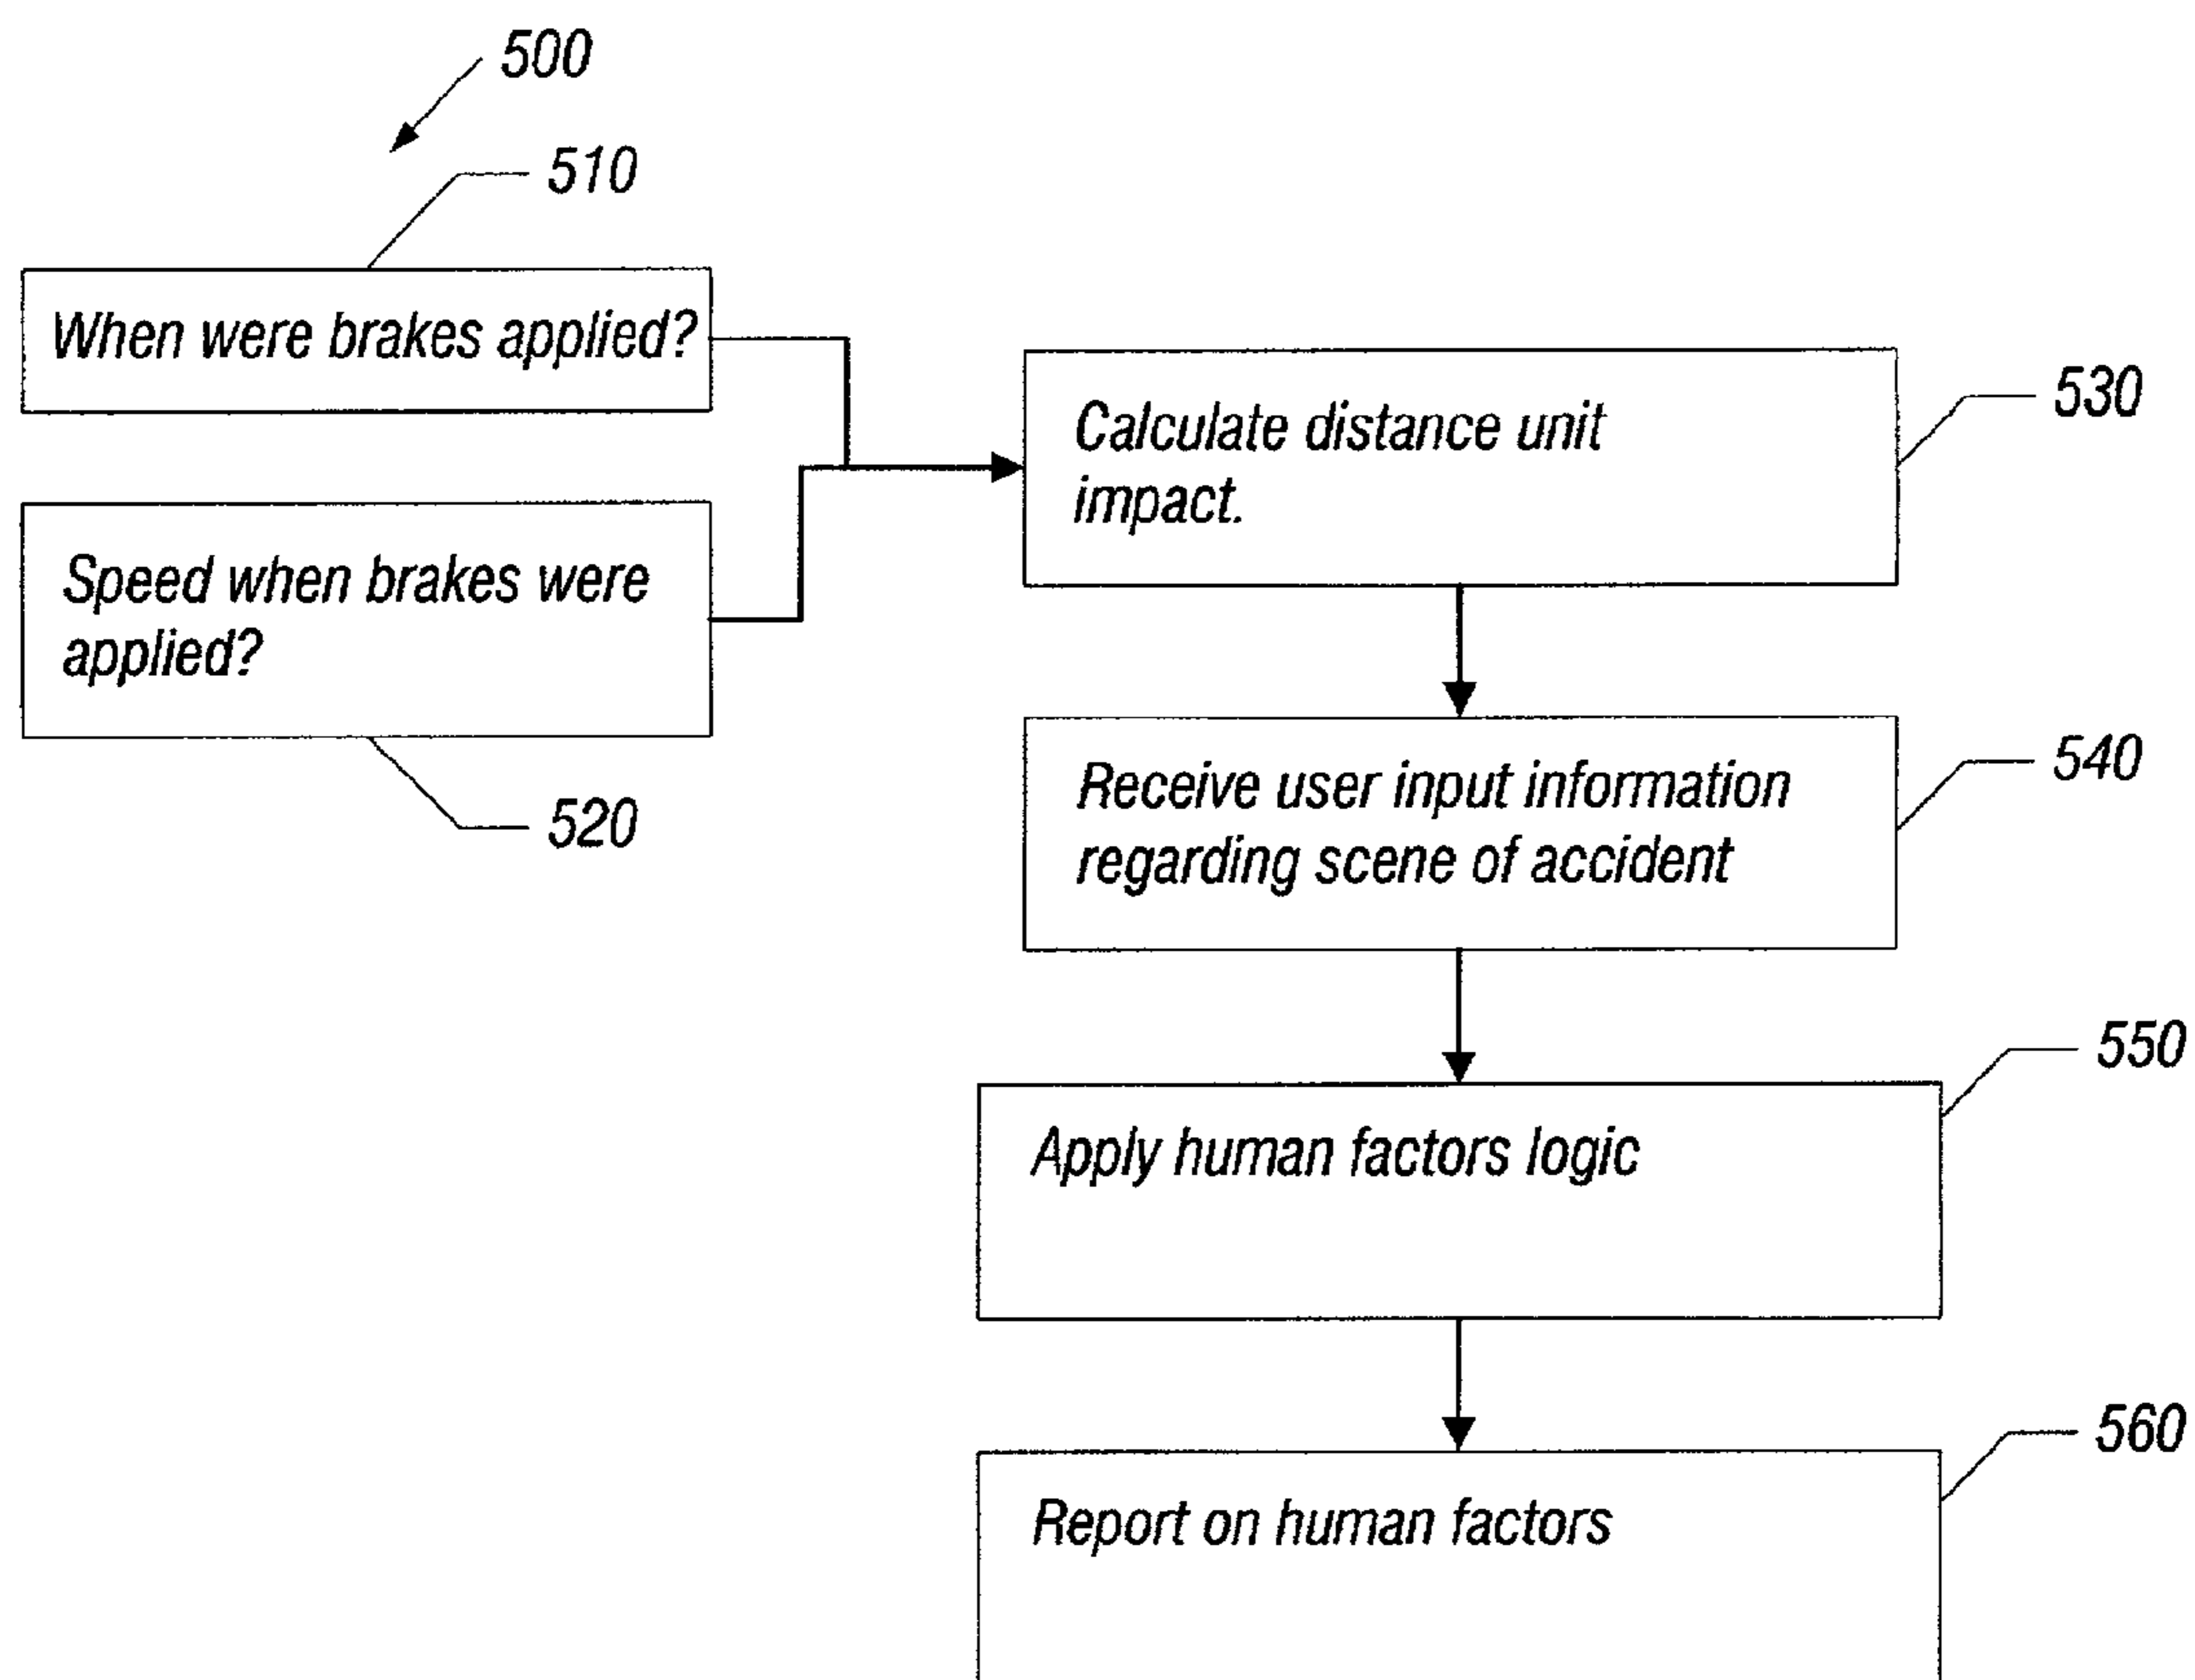 500
510
When were brakes applied?
Speed when brakes were
applied?
520
Calculate distance unit
impact.
530
Receive user input information
regarding scene of accident
540
Apply human factors logic
550
Report on human factors
560